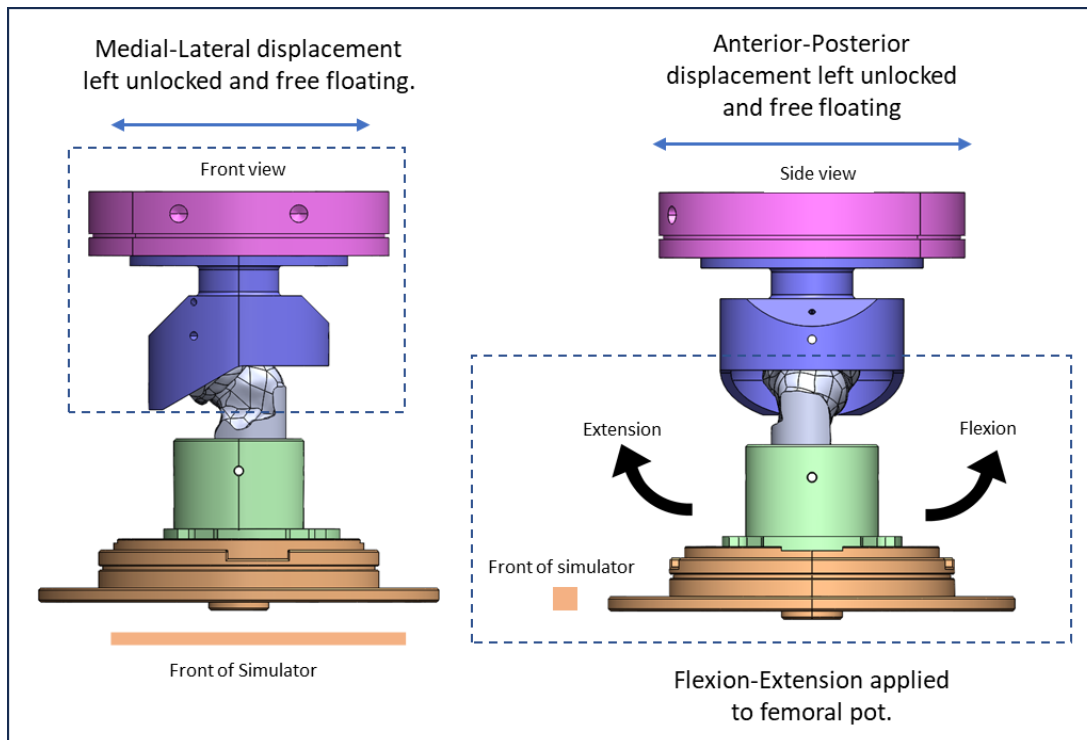 Medial-Lateral displacement
left unlocked and free floating.
Front view
Front of Simulator
Anterior-Posterior
displacement left unlocked
and free floating
Side view
Extension
Flexion
Front of simulator
Flexion-Extension applied
to femoral pot.